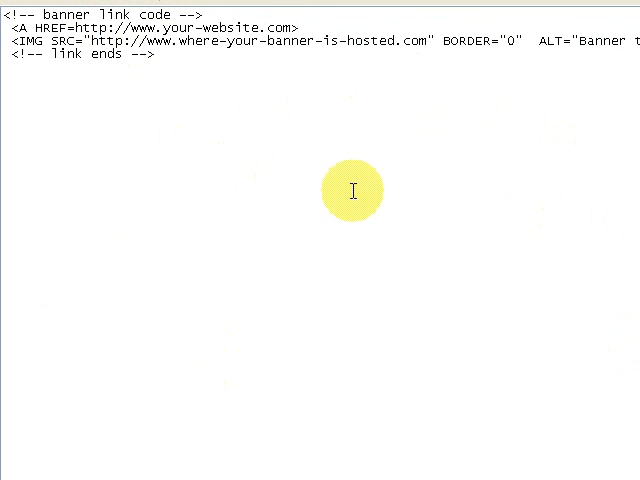 <!-- banner link code -->
<A HREF=http://www.your-website.com>
<IMG SRC="http://www.where-your-banner-is-hosted.com" BORDER="0"  ALT="Banner t
<!-- link ends -->